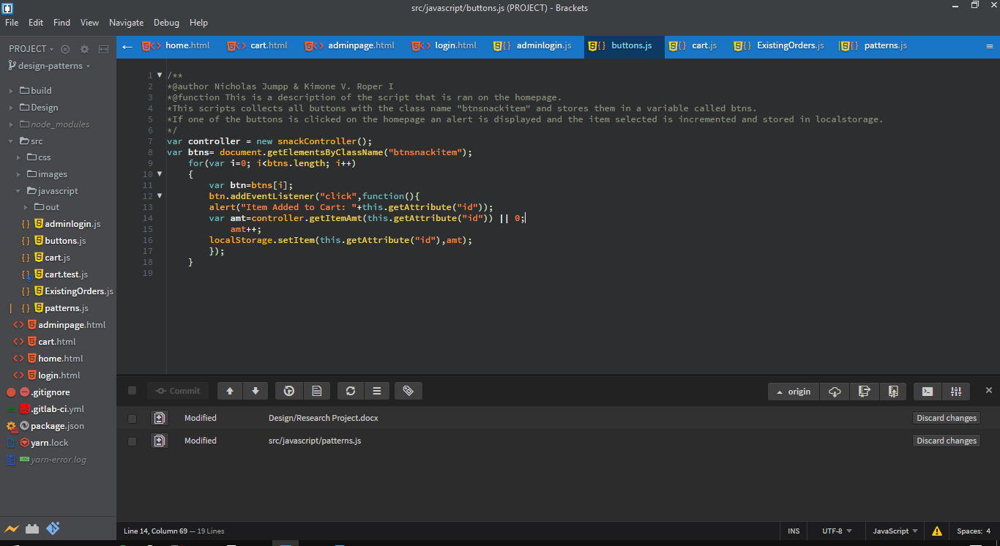 src/javascript/buttons.js (PROJECT) - Brackets
File Edit Find View Navigate Debug Help
PROJECT
design-patterns
build
Design
node_modules
src
css
images
javascript
out
adminlogin.js
buttons.js
cart.js
cart.test.js
ExistingOrders.js
patterns.js
adminpage.html
cart.html
home.html
login.html
.gitignore
.gitlab-ci.yml
package.json
yarn.lock
yarn-error.log
home.html cart.html adminpage.html login.html adminlogin.js buttons.js cart.js ExistingOrders.js patterns.js
1 /**
2 *@author Nicholas Jumpp & Kimone V. Roper I
3 *@function This is a description of the script that is ran on the homepage.
4 *This scripts collects all buttons with the class name "btnsnackitem" and stores them in a variable called btns.
5 *If one of the buttons is clicked on the homepage an alert is displayed and the item selected is incremented and stored in localstorage.
6 */
7 var controller = new snackController();
8 var btns= document.getElementsByClassName("btnsnackitem");
9 for(var i=0; i<btns.length; i++)
10 {
11 var btn=btns[i];
12 btn.addEventListener("click",function(){
13 alert("Item Added to Cart: "+this.getAttribute("id"));
14 var amt=controller.getItemAmt(this.getAttribute("id")) || 0;
15 amt++;
16 localStorage.setItem(this.getAttribute("id"),amt);
17 });
18 }
19
Commit origin
Modified Design/Research Project.docx Discard changes
Modified src/javascript/patterns.js Discard changes
Line 14, Column 69 — 19 Lines INS UTF-8 JavaScript Spaces: 4